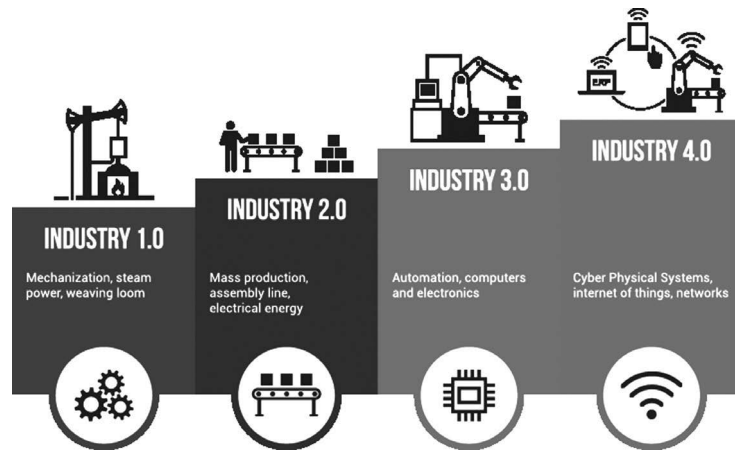 INDUSTRY 1.0
Mechanization, steam
power, weaving loom
INDUSTRY 2.0
Mass production,
assembly line,
electrical energy
INDUSTRY 3.0
Automation, computers
and electronics
ERP
INDUSTRY 4.0
Cyber Physical Systems,
internet of things, networks